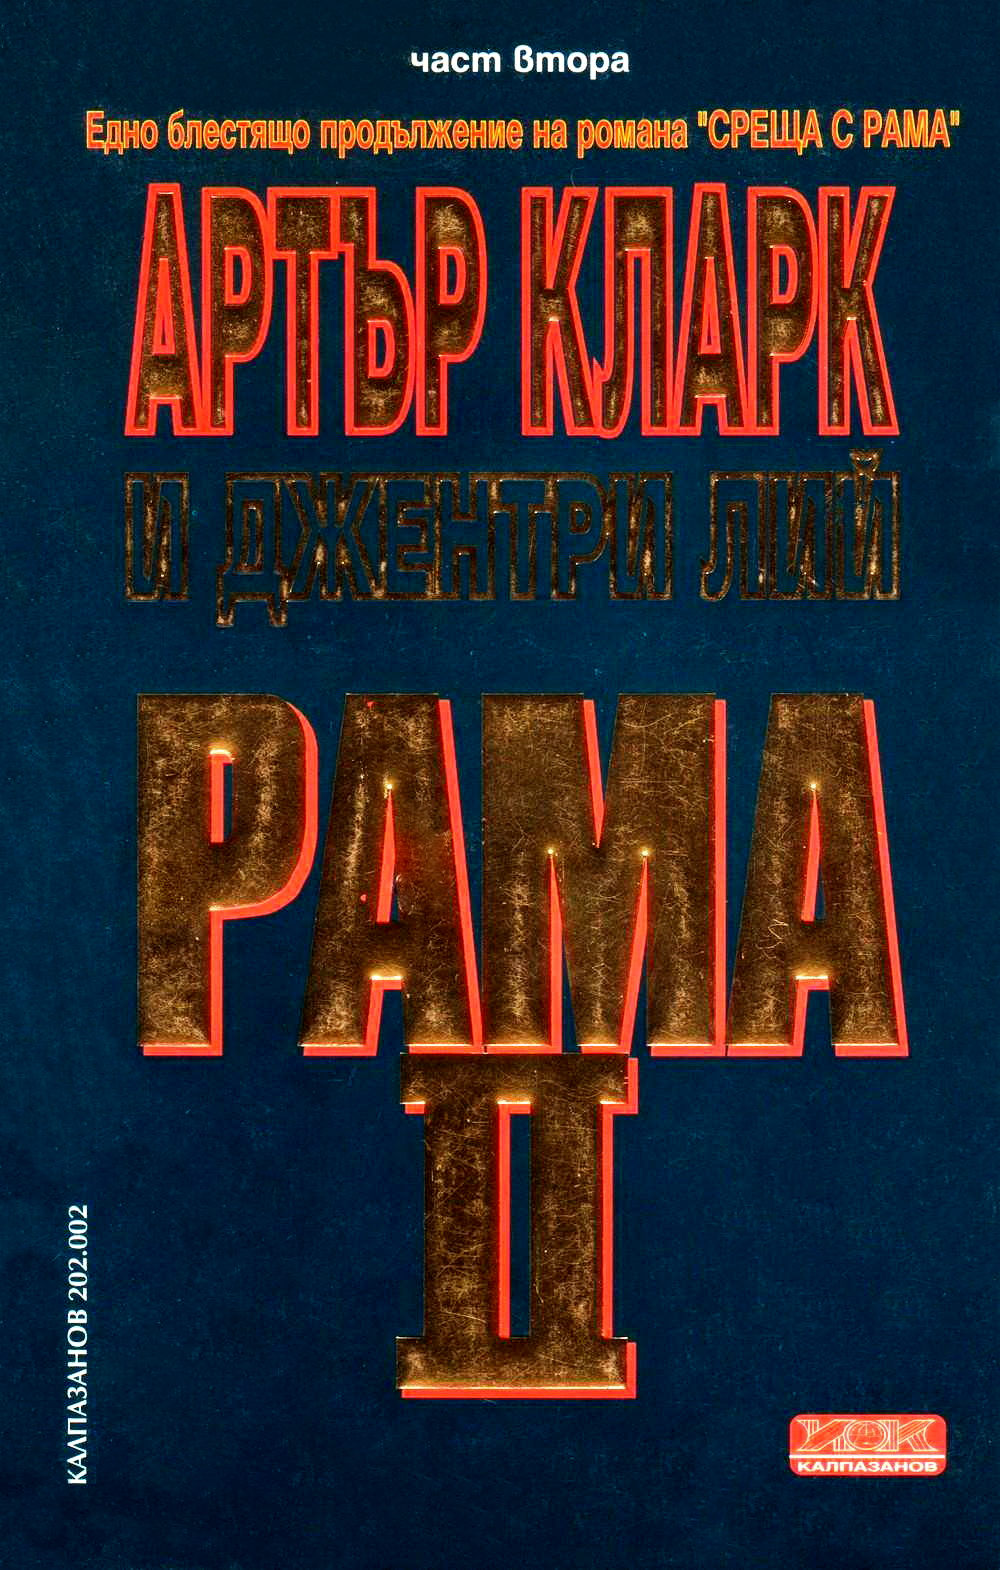 част втора
Едно блестящо продължение на романа "СРЕЩА С РАМА"
АРТЪР КЛАРК
И ДЖЕНТРИ ЛИЙ
РАМА
II
КАЛПАЗАНОВ 202.002
ИК
КАЛПАЗАНОВ